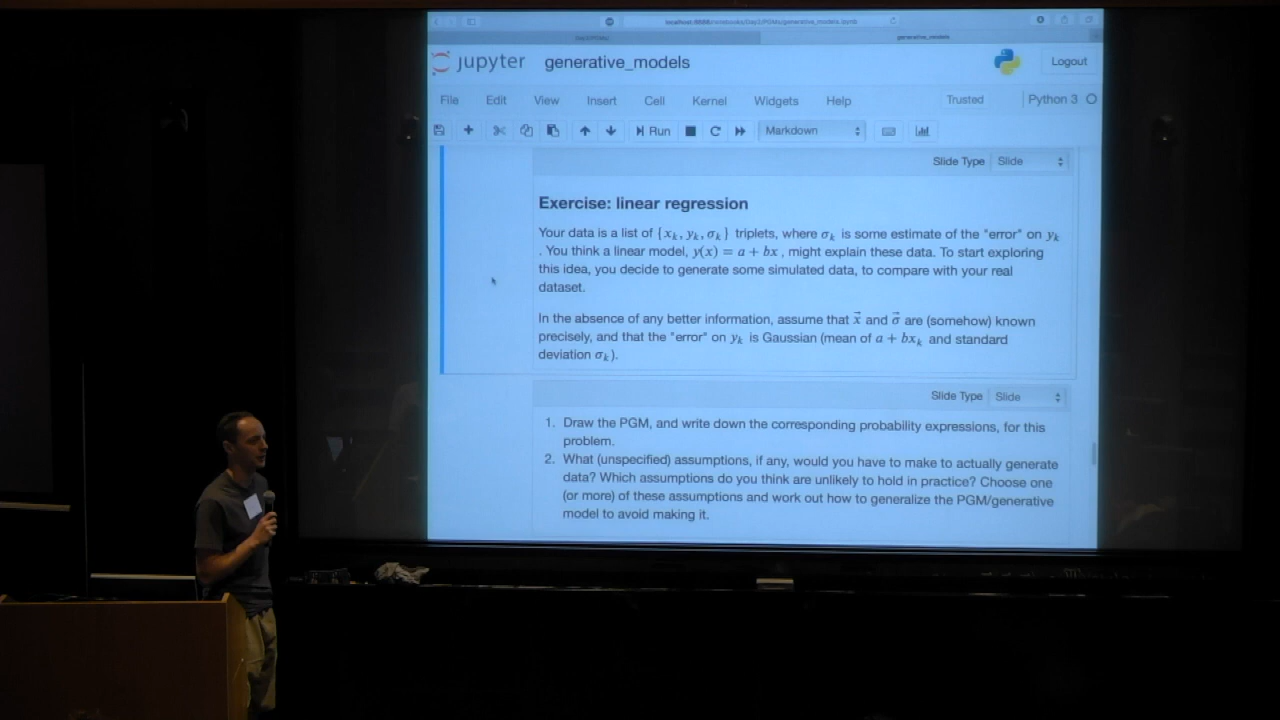 localhost:8888/notebooks/Day1/PGMs/generative_models.ipynb
generative_models
jupyter generative_models
Logout
File Edit View Insert Cell Kernel Widgets Help
Trusted Python 3
Run Markdown
Slide Type Slide
Exercise: linear regression
Your data is a list of {xₖ, yₖ, σₖ} triplets, where σₖ is some estimate of the "error" on yₖ
. You think a linear model, y(x) = a + bx, might explain these data. To start exploring
this idea, you decide to generate some simulated data, to compare with your real
dataset.
In the absence of any better information, assume that x⃗ and σ⃗ are (somehow) known
precisely, and that the "error" on yₖ is Gaussian (mean of a + bxₖ and standard
deviation σₖ).
Slide Type Slide
1. Draw the PGM, and write down the corresponding probability expressions, for this
problem.
2. What (unspecified) assumptions, if any, would you have to make to actually generate
data? Which assumptions do you think are unlikely to hold in practice? Choose one
(or more) of these assumptions and work out how to generalize the PGM/generative
model to avoid making it.